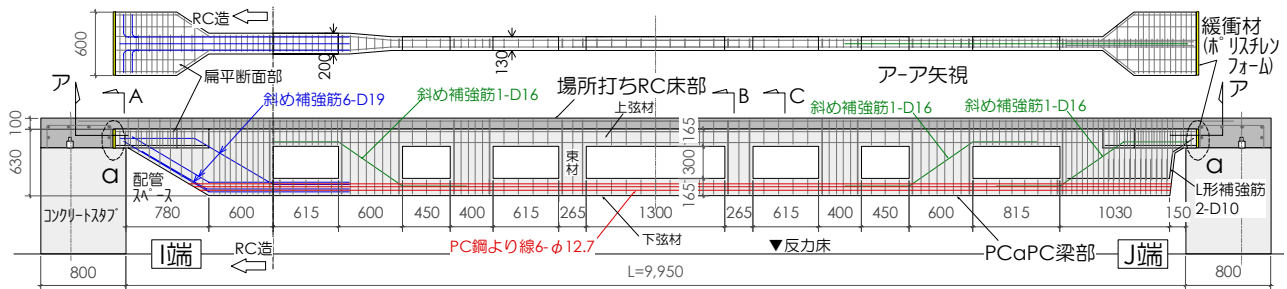 RC造
600
扁平断面部
200
130
緩衝材
(ポリスチレン
フォーム)
ア
A
斜め補強筋6-D19
斜め補強筋1-D16
場所打ちRC床部
上弦材
B
C
ア-ア矢視
斜め補強筋1-D16
斜め補強筋1-D16
ア
100
630
a
165
300
165
束材
a
配管
スペース
コンクリートスタブ
780
600
615
600
450
400
615
265
1300
265
615
400
450
600
815
1030
150
L形補強筋
2-D10
I端
RC造
PC鋼より線6-φ12.7
下弦材
▼反力床
PCaPC梁部
J端
800
L=9,950
800